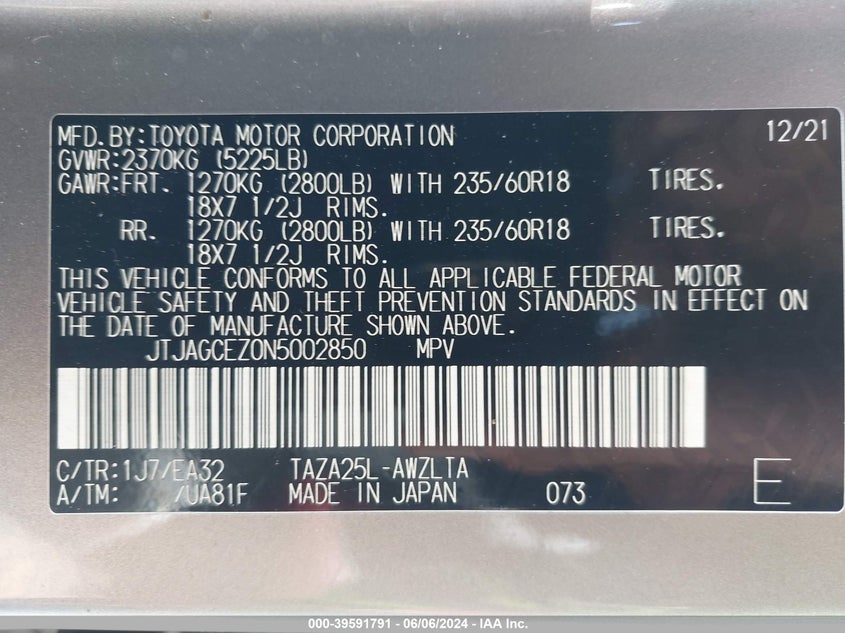 MFD.BY:TOYOTA MOTOR CORPORATION 12/21
GVWR:2370KG (5225LB)
GAWR:FRT. 1270KG (2800LB) WITH 235/60R18 TIRES.
18X7 1/2J RIMS.
RR. 1270KG (2800LB) WITH 235/60R18 TIRES.
18X7 1/2J RIMS.
THIS VEHICLE CONFORMS TO ALL APPLICABLE FEDERAL MOTOR
VEHICLE SAFETY AND THEFT PREVENTION STANDARDS IN EFFECT ON
THE DATE OF MANUFACTURE SHOWN ABOVE.
JTJAGCEZ0N5002850 MPV
C/TR:1J7/EA32 TAZA25L-AWZLTA
A/TM: /UA81F MADE IN JAPAN 073 E
000-39591791 - 06/06/2024 - IAA Inc.